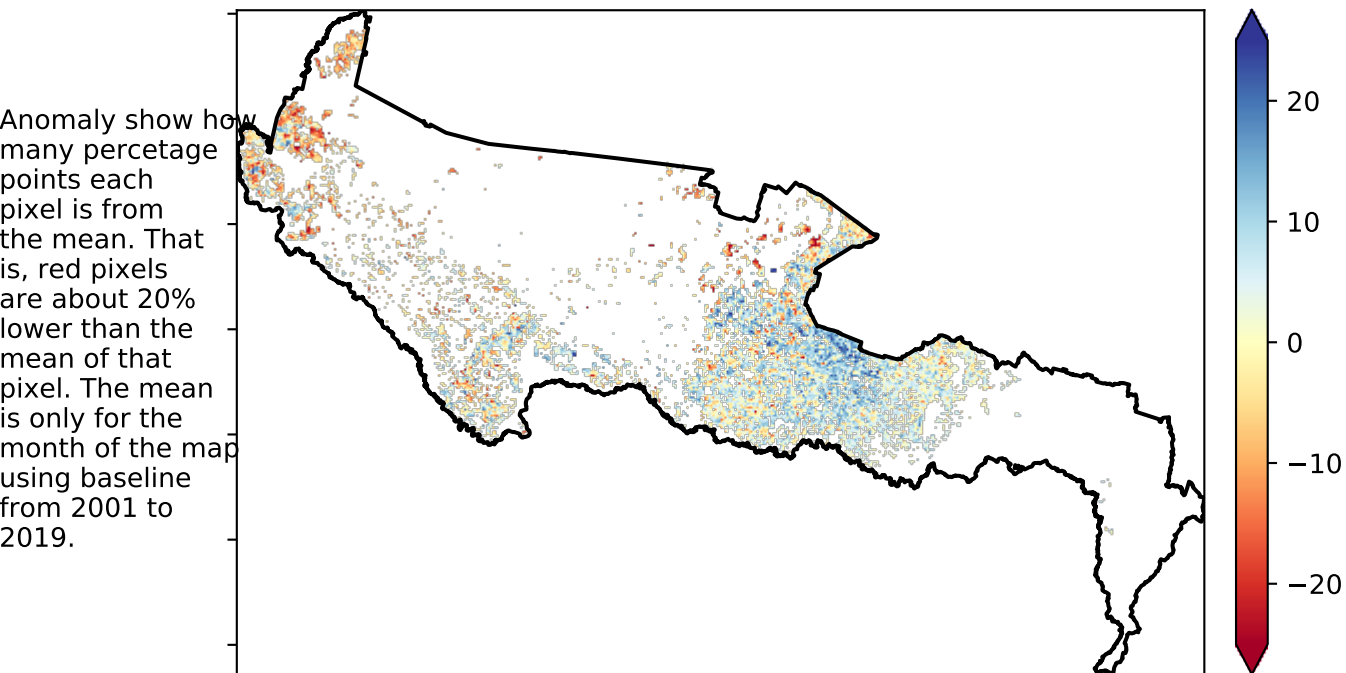 Anomaly show how
many percetage
points each
pixel is from
the mean. That
is, red pixels
are about 20%
lower than the
mean of that
pixel. The mean
is only for the
month of the map
using baseline
from 2001 to
2019.
20
10
0
−10
−20